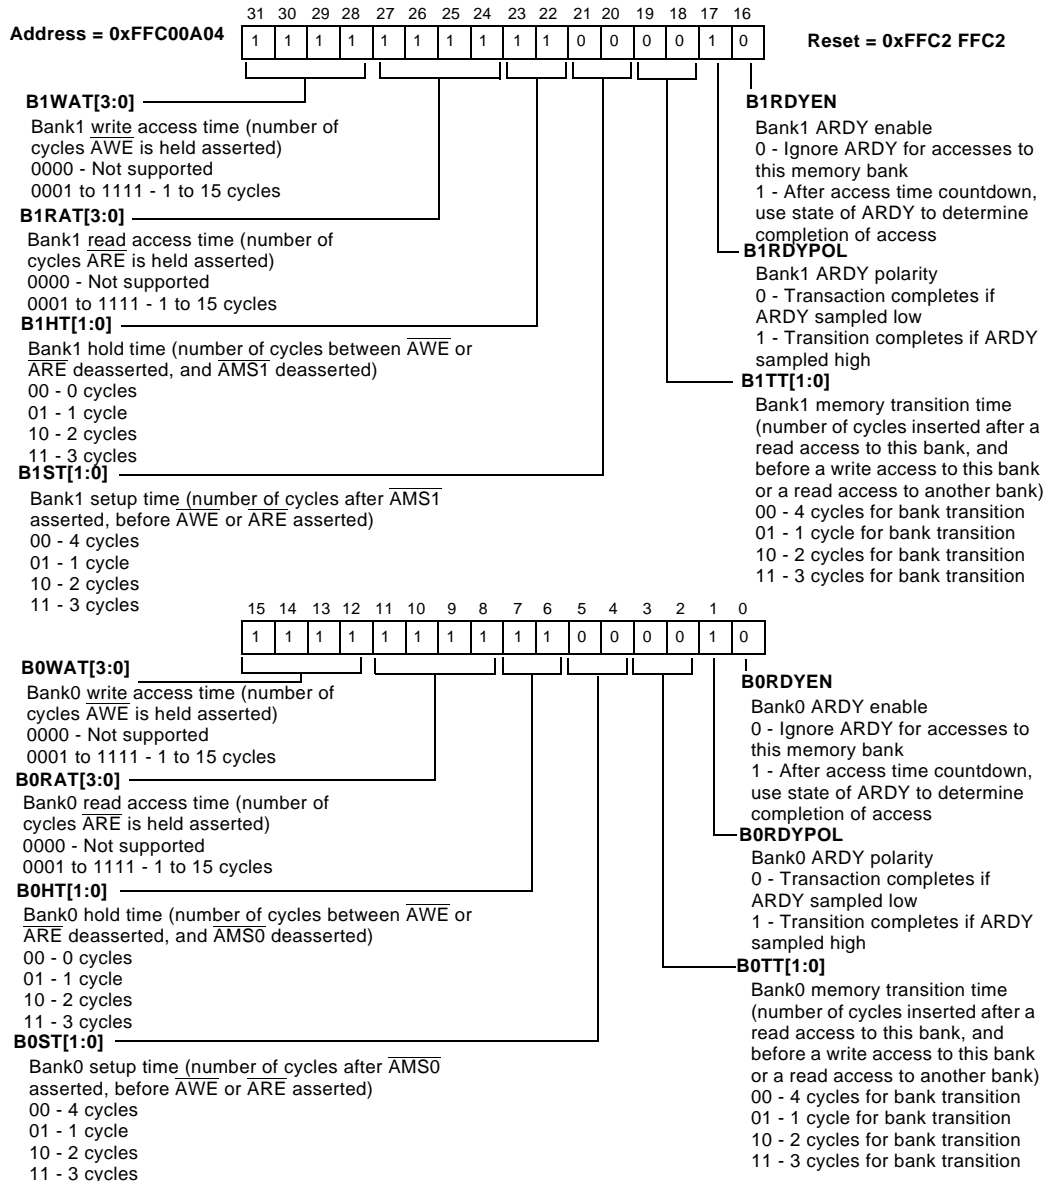 31 30 29 28 27 26 25 24 23 22 21 20 19 18 17 16
Address = 0xFFC00A04
1 1 1 1 1 1 1 1 1 1 0 0 0 0 1 0
Reset = 0xFFC2 FFC2
B1WAT[3:0]
Bank1 write access time (number of
cycles AWE is held asserted)
0000 - Not supported
0001 to 1111 - 1 to 15 cycles
B1RAT[3:0]
Bank1 read access time (number of
cycles ARE is held asserted)
0000 - Not supported
0001 to 1111 - 1 to 15 cycles
B1HT[1:0]
Bank1 hold time (number of cycles between AWE or
ARE deasserted, and AMS1 deasserted)
00 - 0 cycles
01 - 1 cycle
10 - 2 cycles
11 - 3 cycles
B1ST[1:0]
Bank1 setup time (number of cycles after AMS1
asserted, before AWE or ARE asserted)
00 - 4 cycles
01 - 1 cycle
10 - 2 cycles
11 - 3 cycles
B1RDYEN
Bank1 ARDY enable
0 - Ignore ARDY for accesses to
this memory bank
1 - After access time countdown,
use state of ARDY to determine
completion of access
B1RDYPOL
Bank1 ARDY polarity
0 - Transaction completes if
ARDY sampled low
1 - Transition completes if ARDY
sampled high
B1TT[1:0]
Bank1 memory transition time
(number of cycles inserted after a
read access to this bank, and
before a write access to this bank
or a read access to another bank)
00 - 4 cycles for bank transition
01 - 1 cycle for bank transition
10 - 2 cycles for bank transition
11 - 3 cycles for bank transition
15 14 13 12 11 10 9 8 7 6 5 4 3 2 1 0
1 1 1 1 1 1 1 1 1 1 0 0 0 0 1 0
B0WAT[3:0]
Bank0 write access time (number of
cycles AWE is held asserted)
0000 - Not supported
0001 to 1111 - 1 to 15 cycles
B0RAT[3:0]
Bank0 read access time (number of
cycles ARE is held asserted)
0000 - Not supported
0001 to 1111 - 1 to 15 cycles
B0HT[1:0]
Bank0 hold time (number of cycles between AWE or
ARE deasserted, and AMS0 deasserted)
00 - 0 cycles
01 - 1 cycle
10 - 2 cycles
11 - 3 cycles
B0ST[1:0]
Bank0 setup time (number of cycles after AMS0
asserted, before AWE or ARE asserted)
00 - 4 cycles
01 - 1 cycle
10 - 2 cycles
11 - 3 cycles
B0RDYEN
Bank0 ARDY enable
0 - Ignore ARDY for accesses to
this memory bank
1 - After access time countdown,
use state of ARDY to determine
completion of access
B0RDYPOL
Bank0 ARDY polarity
0 - Transaction completes if
ARDY sampled low
1 - Transition completes if ARDY
sampled high
B0TT[1:0]
Bank0 memory transition time
(number of cycles inserted after a
read access to this bank, and
before a write access to this bank
or a read access to another bank)
00 - 4 cycles for bank transition
01 - 1 cycle for bank transition
10 - 2 cycles for bank transition
11 - 3 cycles for bank transition